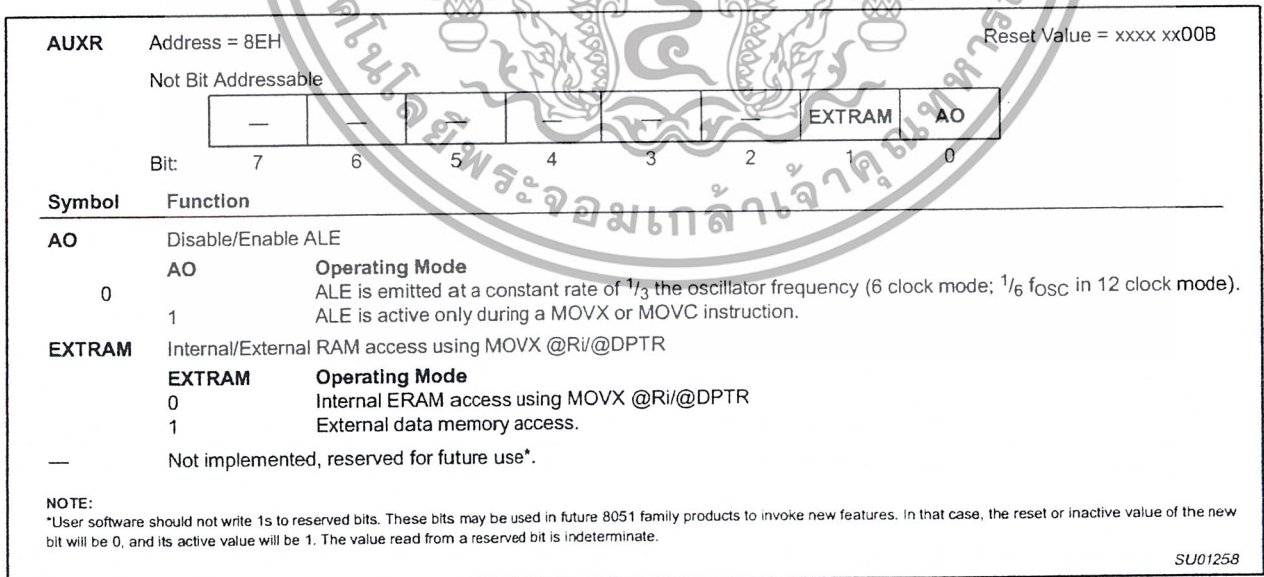 AUXR Address = 8EH Reset Value = xxxx xx00B
Not Bit Addressable
— — — — — — EXTRAM AO
Bit: 7 6 5 4 3 2 1 0
Symbol Function
AO Disable/Enable ALE
AO Operating Mode
0 ALE is emitted at a constant rate of 1/3 the oscillator frequency (6 clock mode; 1/6 fOSC in 12 clock mode).
1 ALE is active only during a MOVX or MOVC instruction.
EXTRAM Internal/External RAM access using MOVX @Ri/@DPTR
EXTRAM Operating Mode
0 Internal ERAM access using MOVX @Ri/@DPTR
1 External data memory access.
— Not implemented, reserved for future use*.
NOTE:
*User software should not write 1s to reserved bits. These bits may be used in future 8051 family products to invoke new features. In that case, the reset or inactive value of the new
bit will be 0, and its active value will be 1. The value read from a reserved bit is indeterminate.
SU01258